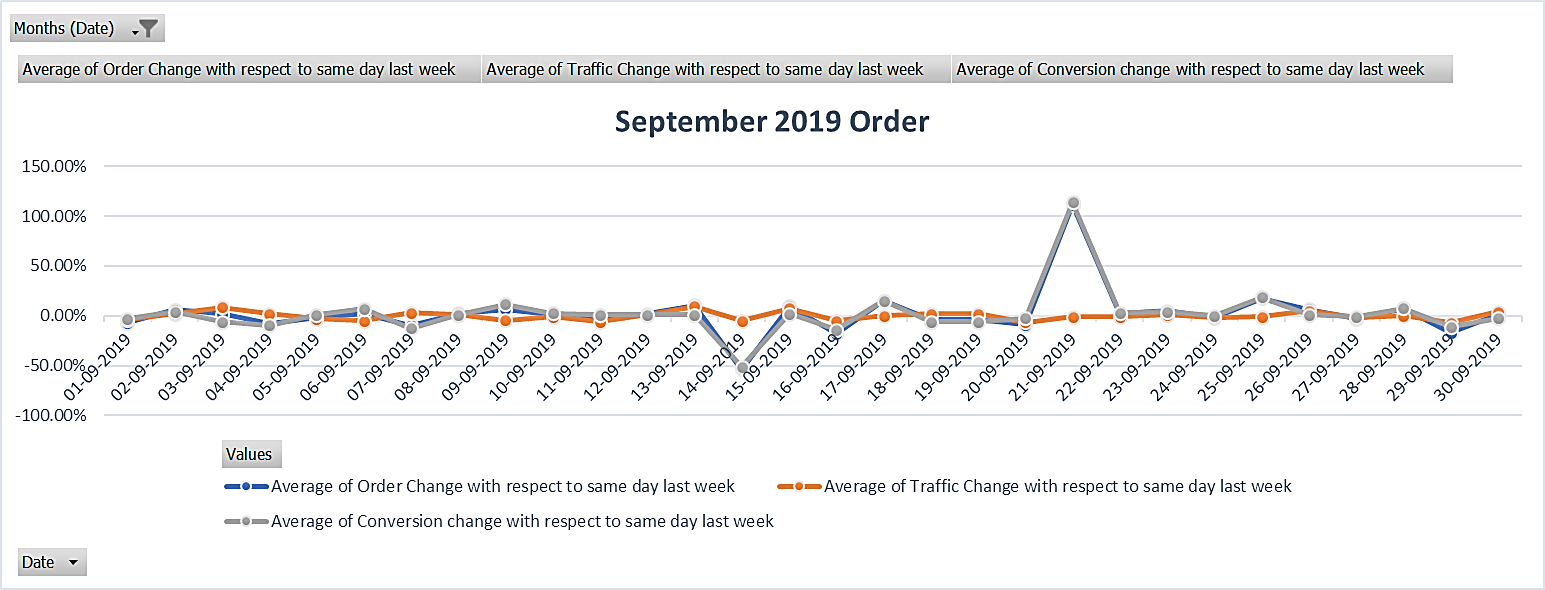 Months (Date)
Average of Order Change with respect to same day last week Average of Traffic Change with respect to same day last week Average of Conversion change with respect to same day last week
September 2019 Order
150.00%
100.00%
50.00%
0.00%
-50.00%
-100.00%
01-09-2019 02-09-2019 03-09-2019 04-09-2019 05-09-2019 06-09-2019 07-09-2019 08-09-2019 09-09-2019 10-09-2019 11-09-2019 12-09-2019 13-09-2019 14-09-2019 15-09-2019 16-09-2019 17-09-2019 18-09-2019 19-09-2019 20-09-2019 21-09-2019 22-09-2019 23-09-2019 24-09-2019 25-09-2019 26-09-2019 27-09-2019 28-09-2019 29-09-2019 30-09-2019
Values
Average of Order Change with respect to same day last week Average of Traffic Change with respect to same day last week
Average of Conversion change with respect to same day last week
Date